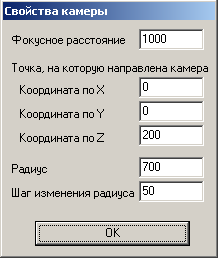 Свойства камеры
Фокусное расстояние 1000
Точка, на которую направлена камера
Координата по X 0
Координата по Y 0
Координата по Z 200
Радиус 700
Шаг изменения радиуса 50
OK